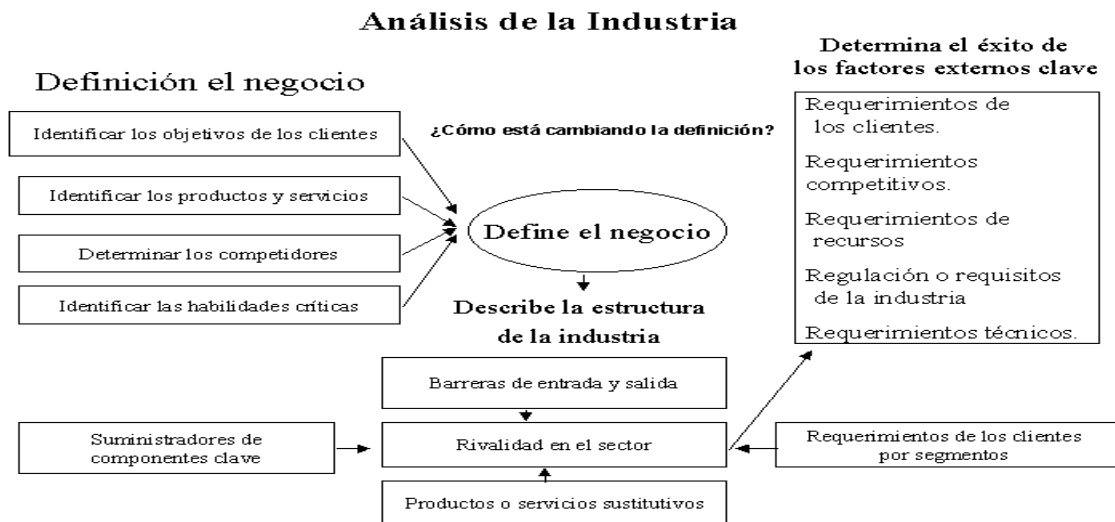 Análisis de la Industria
Definición el negocio
Identificar los objetivos de los clientes
Identificar los productos y servicios
Determinar los competidores
Identificar las habilidades críticas
¿Cómo está cambiando la definición?
Define el negocio
Describe la estructura
de la industria
Barreras de entrada y salida
Suministradores de
componentes clave
Rivalidad en el sector
Requerimientos de los clientes
por segmentos
Productos o servicios sustitutivos
Determina el éxito de
los factores externos clave
Requerimientos de
los clientes.
Requerimientos
competitivos.
Requerimientos de
recursos
Regulación o requisitos
de la industria
Requerimientos técnicos.